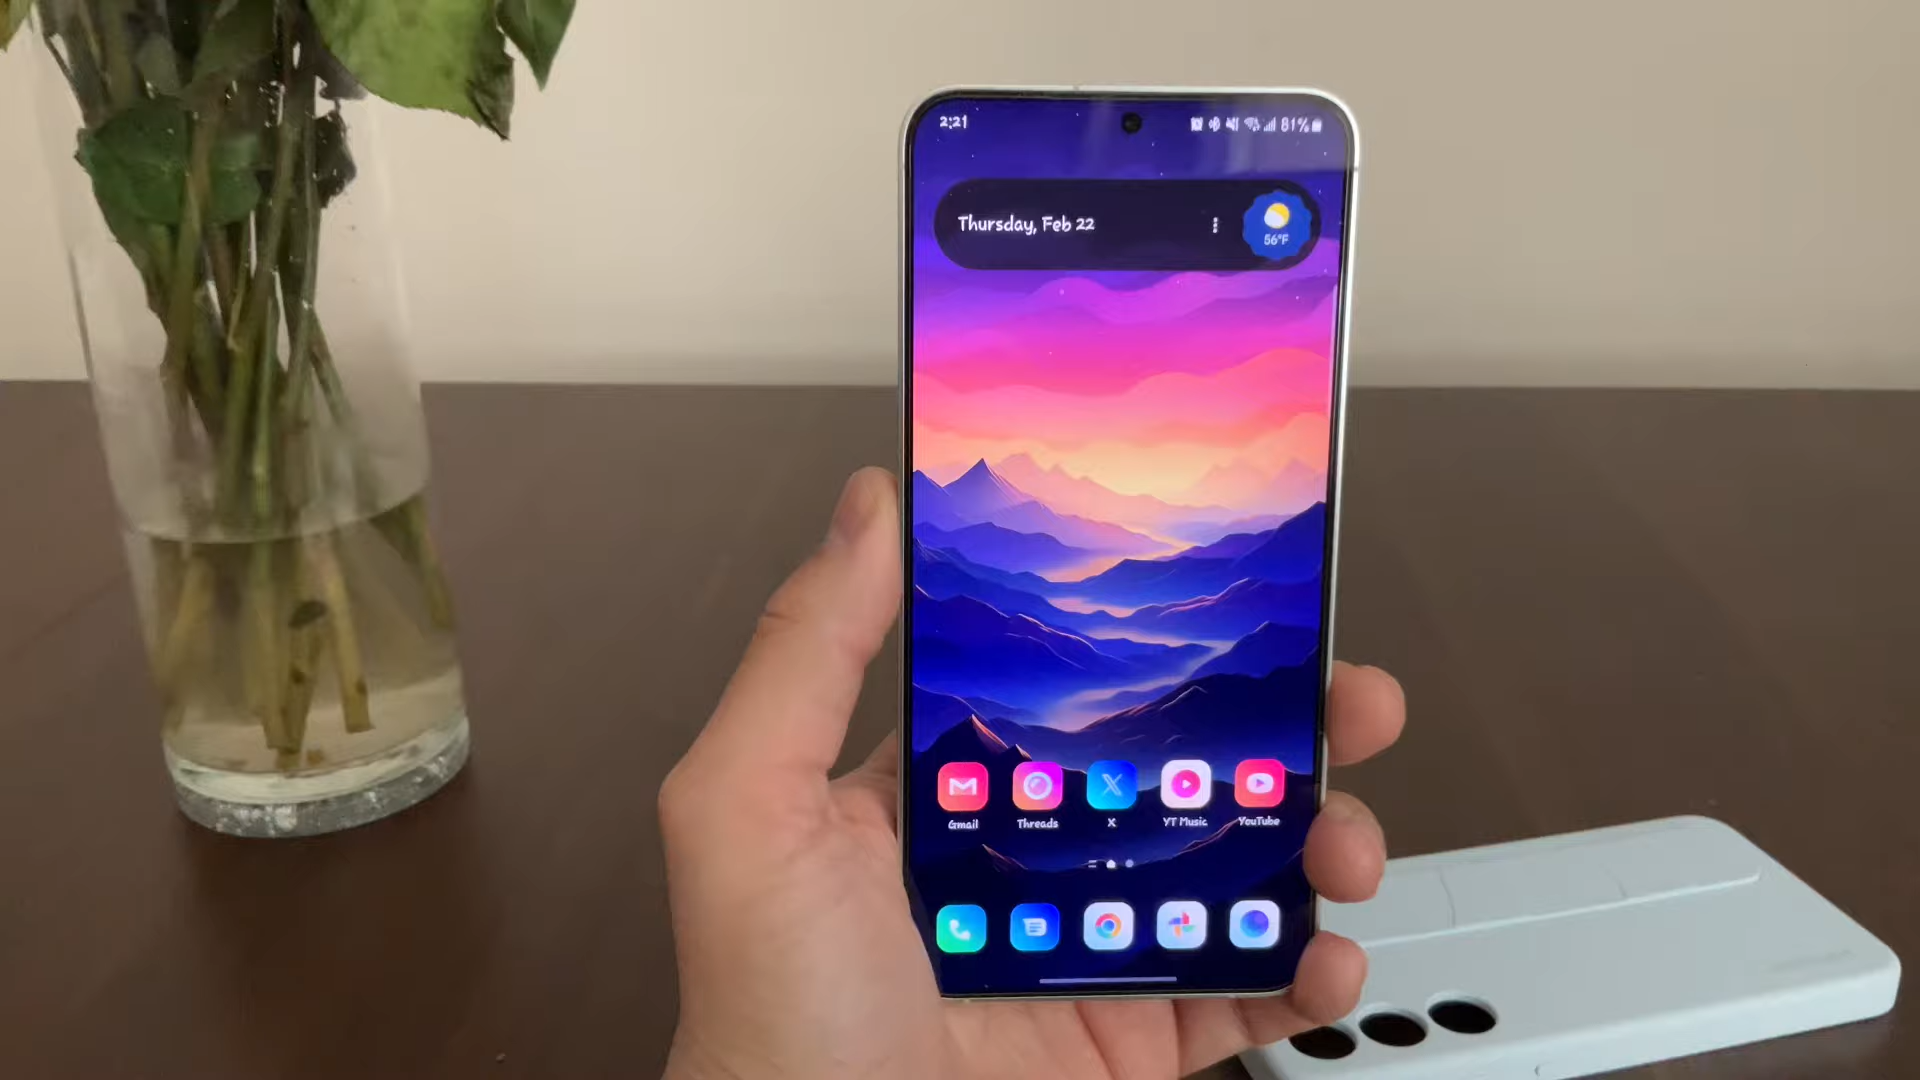 2:21
81%
Thursday, Feb 22
56°F
Gmail
Threads
X
YT Music
YouTube